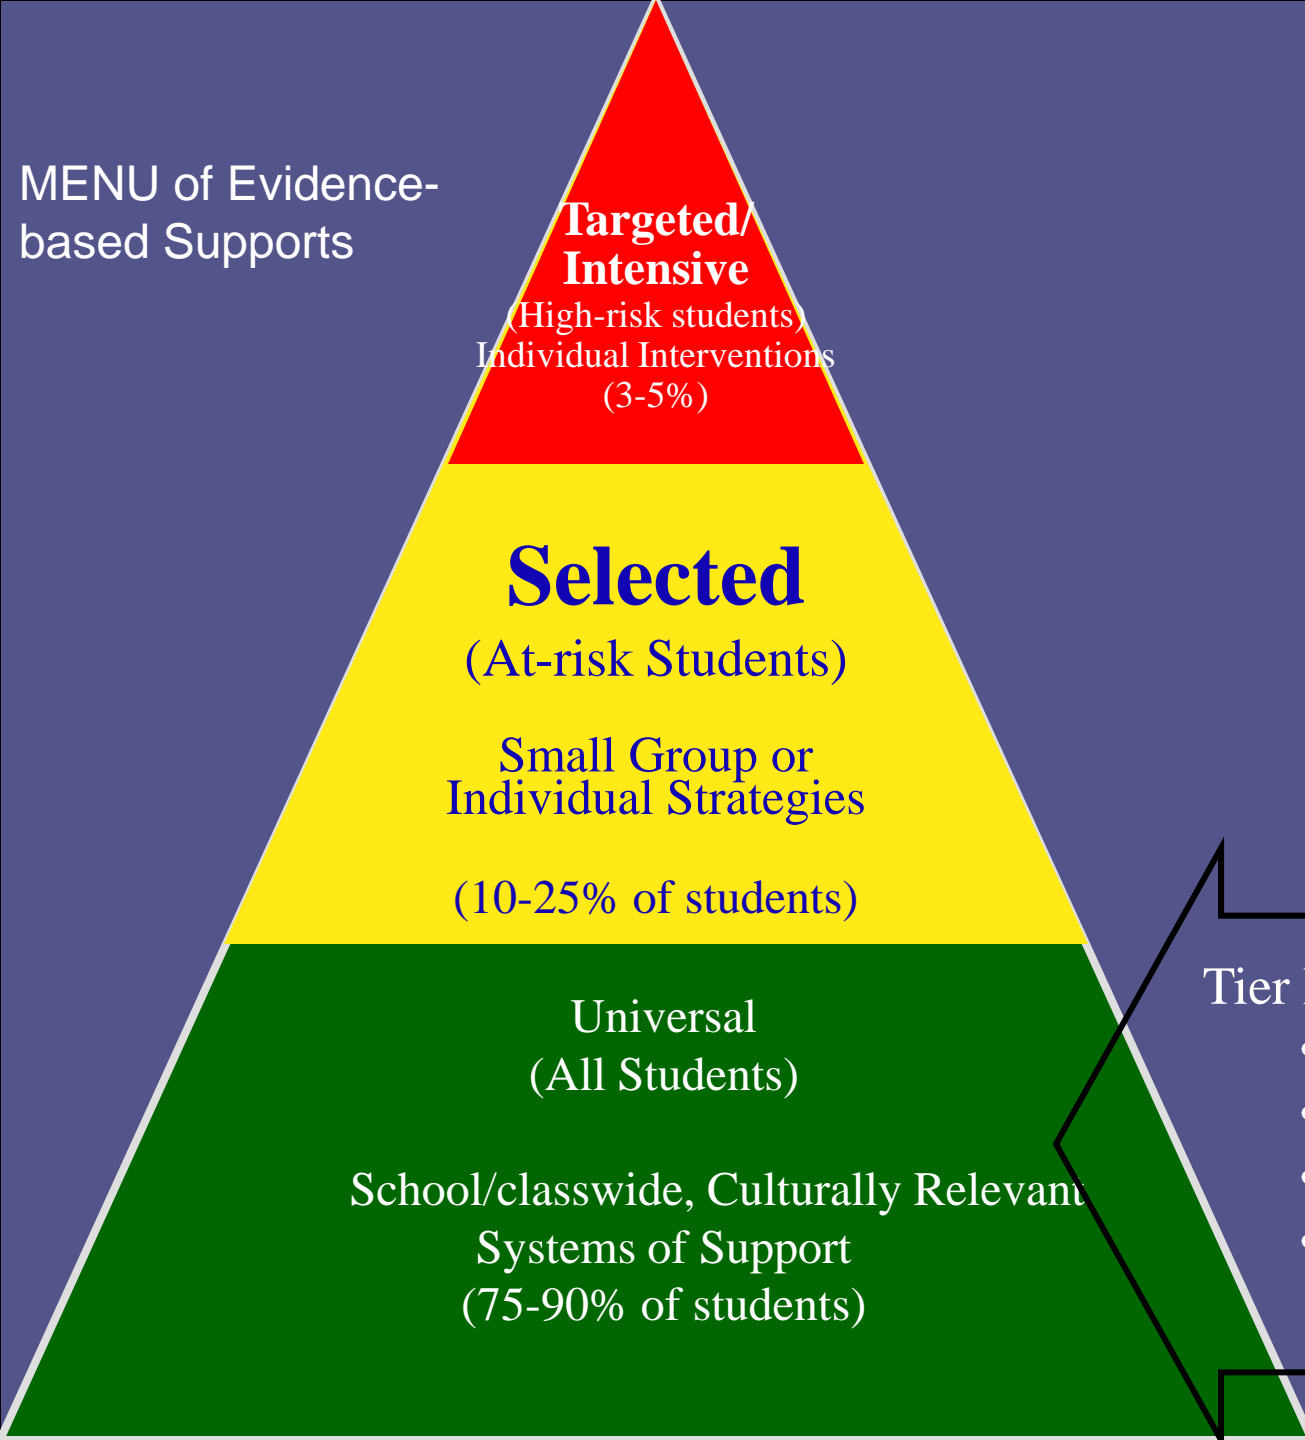 MENU of Evidence-
based Supports
Targeted/
Intensive
(High-risk students)
Individual Interventions
(3-5%)
Selected
(At-risk Students)
Small Group or
Individual Strategies
(10-25% of students)
Universal
(All Students)
School/classwide, Culturally Relevant
Systems of Support
(75-90% of students)
Tier
•
•
•
•